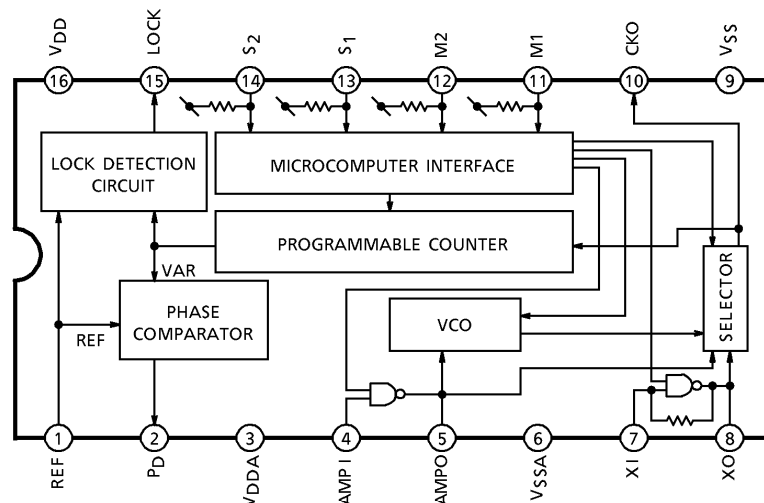 VDD
LOCK
S2
S1
M2
M1
CKO
VSS
16
15
14
13
12
11
10
9
LOCK DETECTION
CIRCUIT
MICROCOMPUTER INTERFACE
PROGRAMMABLE COUNTER
VAR
PHASE
COMPARATOR
REF
VCO
SELECTOR
1
2
3
4
5
6
7
8
REF
PD
VDDA
AMPI
AMPO
VSSA
XI
XO